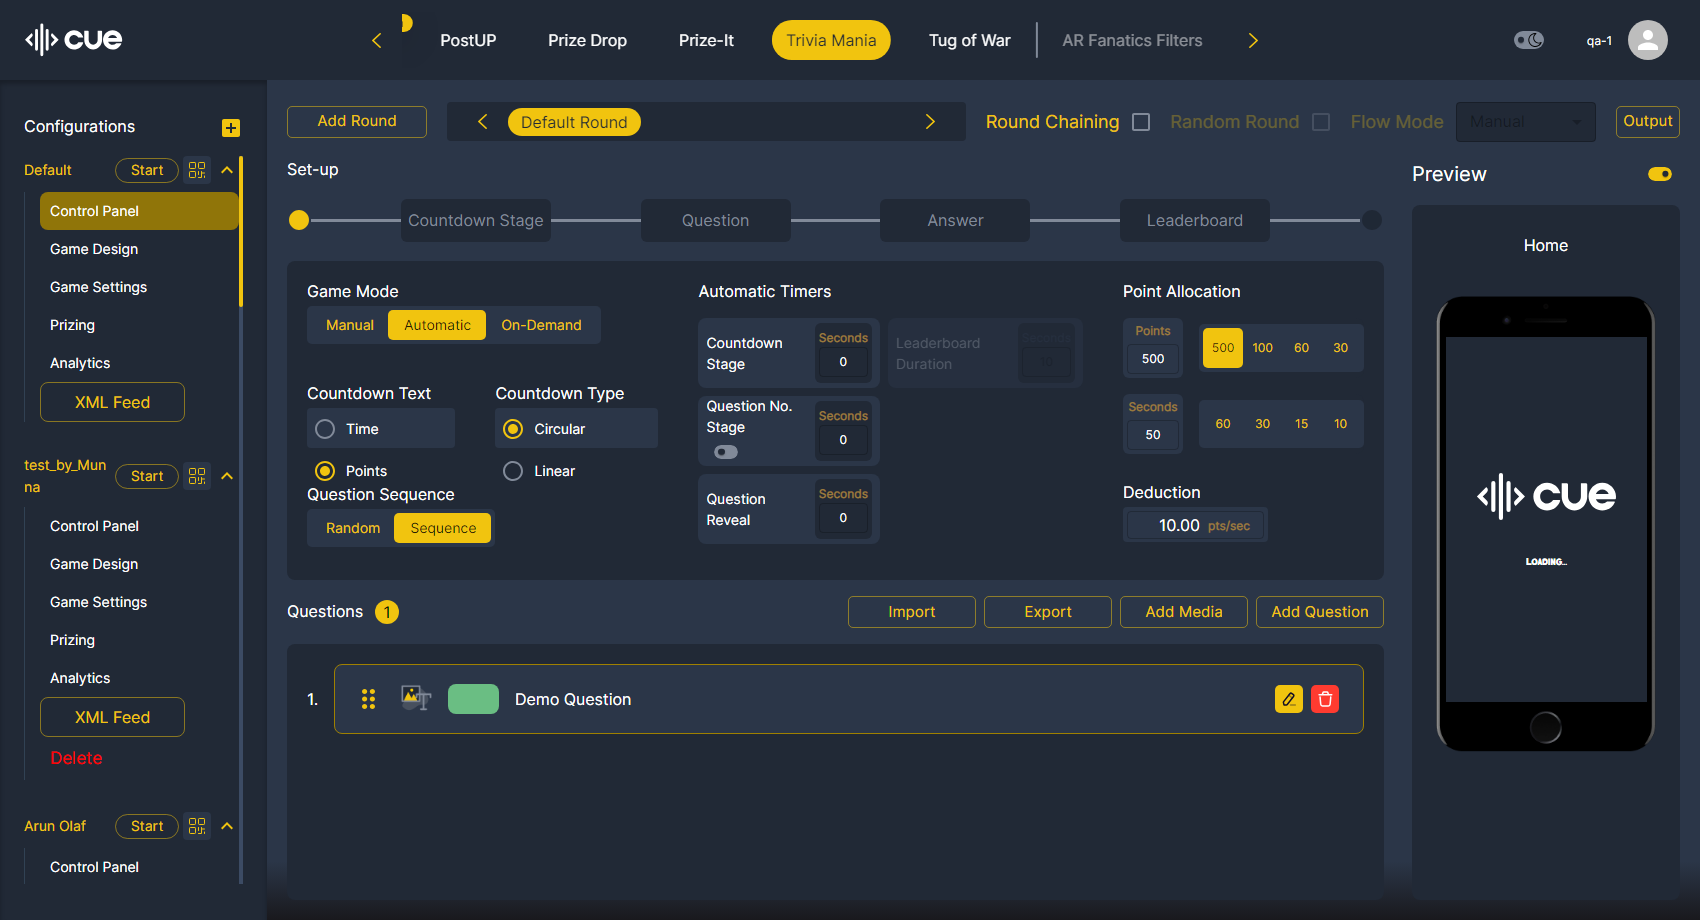 cue
PostUP
Prize Drop
Prize-It
Trivia Mania
Tug of War
AR Fanatics Filters
qa-1
Configurations
Default
Start
Control Panel
Game Design
Game Settings
Prizing
Analytics
XML Feed
test_by_Mun
na
Start
Control Panel
Game Design
Game Settings
Prizing
Analytics
XML Feed
Delete
Arun Olaf
Start
Control Panel
Add Round
Default Round
Round Chaining
Random Round
Flow Mode
Manual
Output
Set-up
Countdown Stage
Question
Answer
Leaderboard
Game Mode
Manual
Automatic
On-Demand
Countdown Text
Time
Points
Countdown Type
Circular
Linear
Question Sequence
Random
Sequence
Automatic Timers
Countdown
Stage
Seconds
0
Leaderboard
Duration
Seconds
10
Question No.
Stage
Seconds
0
Question
Reveal
Seconds
0
Point Allocation
Points
500
500
100
60
30
Seconds
50
60
30
15
10
Deduction
10.00 pts/sec
Questions 1
Import
Export
Add Media
Add Question
1.
Demo Question
Preview
Home
cue
LOADING...